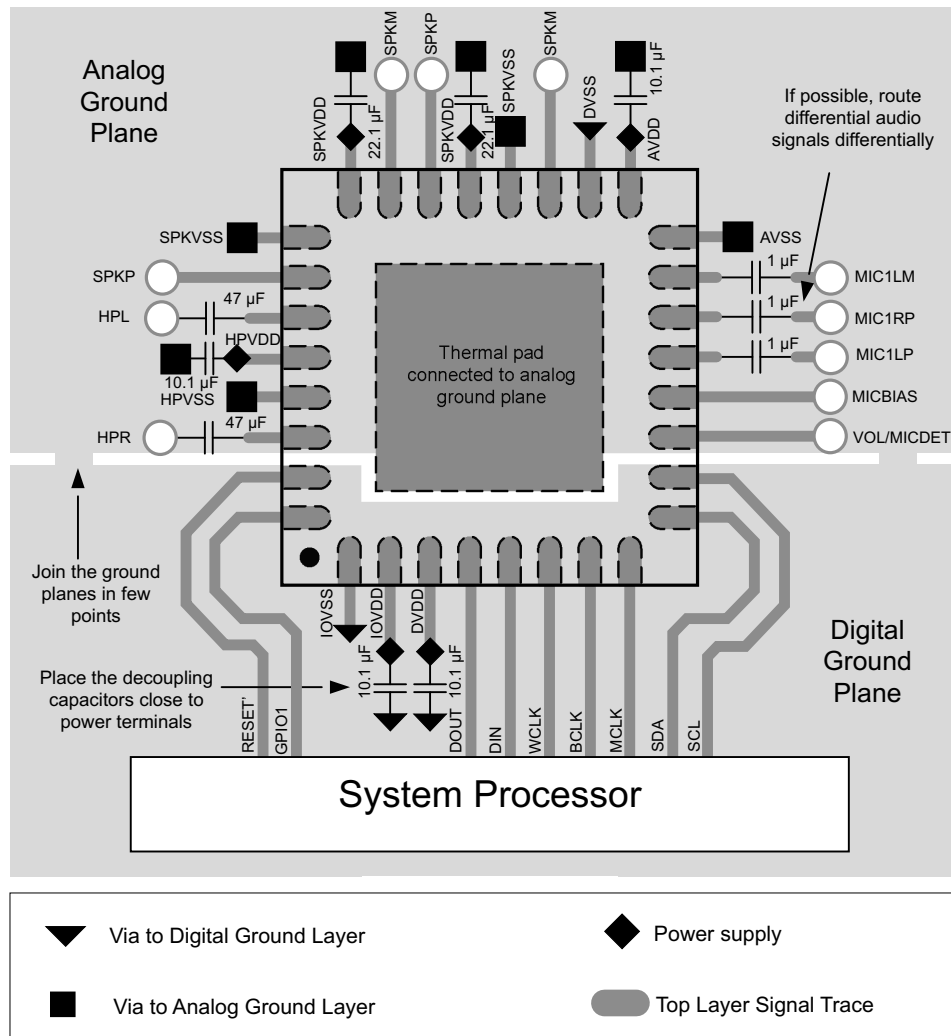 Analog
Ground
Plane
SPKVDD
22.1 µF
SPKM
SPKP
SPKVDD
22.1 µF
SPKVSS
SPKM
DVSS
10.1 µF
AVDD
If possible, route
differential audio
signals differentially
SPKVSS
SPKP
HPL
47 µF
HPVDD
10.1 µF
HPVSS
47 µF
HPR
AVSS
1 µF
MIC1LM
1 µF
MIC1RP
1 µF
MIC1LP
MICBIAS
VOL/MICDET
Thermal pad
connected to analog
ground plane
Join the ground
planes in few
points
Place the decoupling
capacitors close to
power terminals
IOVSS
IOVDD
10.1 µF
DVDD
10.1 µF
Digital
Ground
Plane
RESET'
GPIO1
DOUT
DIN
WCLK
BCLK
MCLK
SDA
SCL
System Processor
Via to Digital Ground Layer
Power supply
Via to Analog Ground Layer
Top Layer Signal Trace